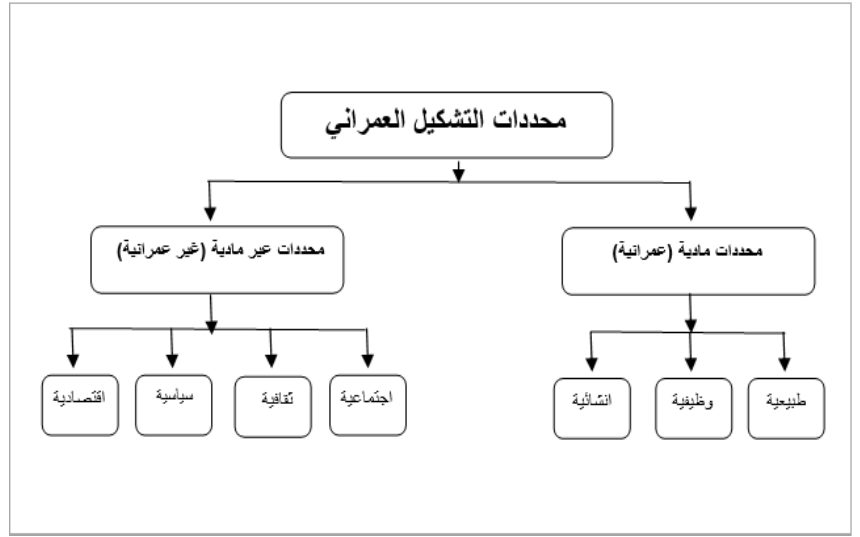 محددات التشكيل العمراني
محددات مادية (عمرانية)
محددات عير مادية (غير عمرانية)
طبيعية
وظيفية
انشائية
اجتماعية
ثقافية
سياسية
اقتصادية